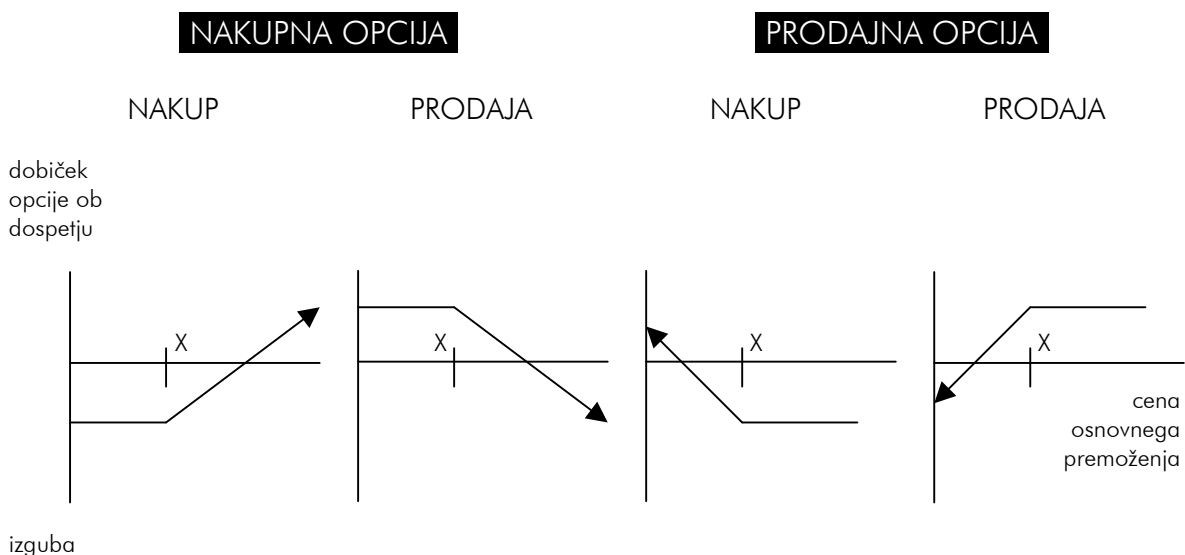 NAKUPNA OPCIJA
PRODAJNA OPCIJA
NAKUP
PRODAJA
NAKUP
PRODAJA
dobiček
opcije ob
dospetju
X
X
X
X
cena
osnovnega
premoženja
izguba